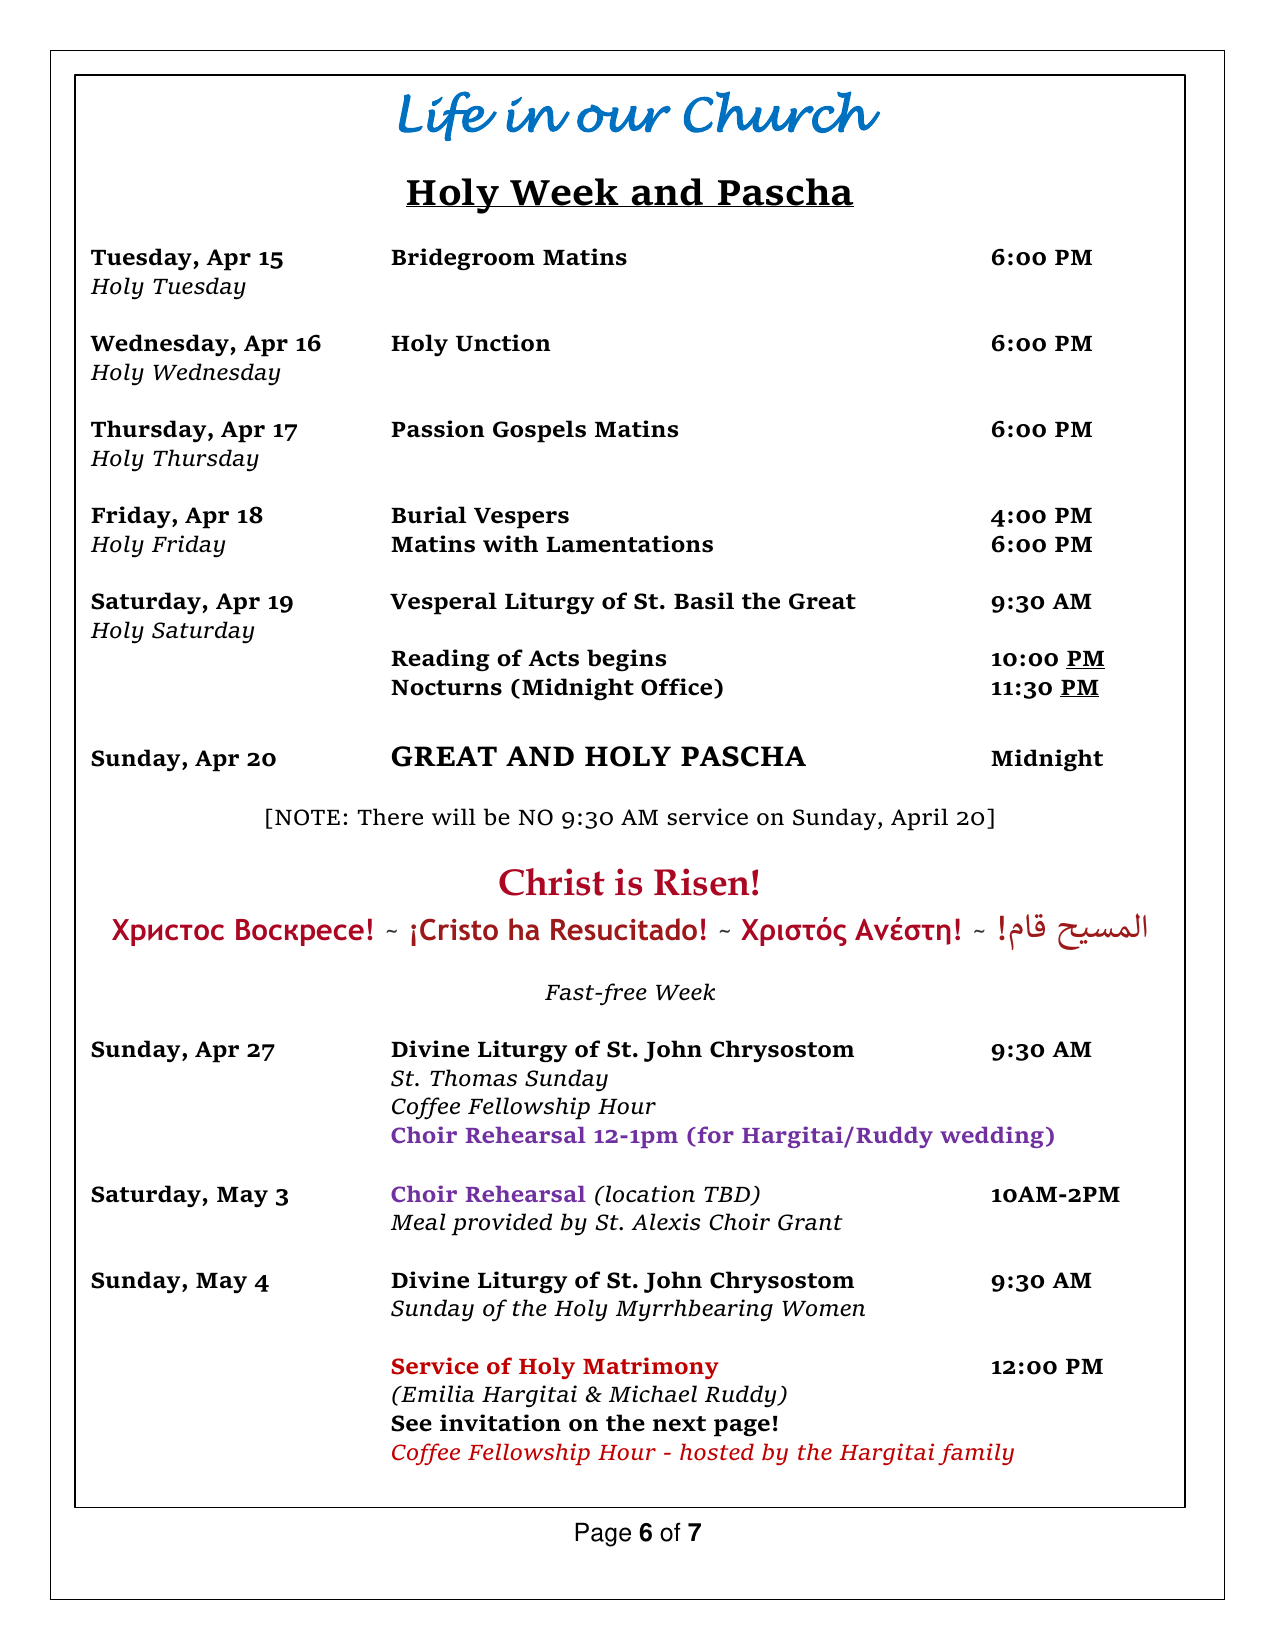 Life in our Church
Holy Week and Pascha
Tuesday, Apr 15 Bridegroom Matins 6:00 PM
Holy Tuesday
Wednesday, Apr 16 Holy Unction 6:00 PM
Holy Wednesday
Thursday, Apr 17 Passion Gospels Matins 6:00 PM
Holy Thursday
Friday, Apr 18 Burial Vespers 4:00 PM
Holy Friday Matins with Lamentations 6:00 PM
Saturday, Apr 19 Vesperal Liturgy of St. Basil the Great 9:30 AM
Holy Saturday
Reading of Acts begins 10:00 PM
Nocturns (Midnight Office) 11:30 PM
Sunday, Apr 20 GREAT AND HOLY PASCHA Midnight
[NOTE: There will be NO 9:30 AM service on Sunday, April 20]
Christ is Risen!
Христос Воскресе! ~ ¡Cristo ha Resucitado! ~ Χριστός Ανέστη! ~ المسيح قام!
Fast-free Week
Sunday, Apr 27 Divine Liturgy of St. John Chrysostom 9:30 AM
St. Thomas Sunday
Coffee Fellowship Hour
Choir Rehearsal 12-1pm (for Hargitai/Ruddy wedding)
Saturday, May 3 Choir Rehearsal (location TBD) 10AM-2PM
Meal provided by St. Alexis Choir Grant
Sunday, May 4 Divine Liturgy of St. John Chrysostom 9:30 AM
Sunday of the Holy Myrrhbearing Women
Service of Holy Matrimony 12:00 PM
(Emilia Hargitai & Michael Ruddy)
See invitation on the next page!
Coffee Fellowship Hour - hosted by the Hargitai family
Page 6 of 7